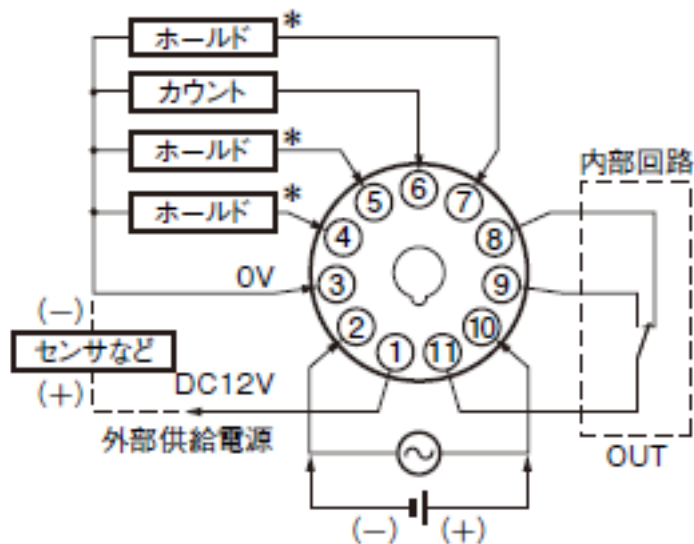 ホールド*
カウント
ホールド*
ホールド*
内部回路
⑤ ⑥ ⑦
④ ⑧
0V
③ ⑨
② ⑩
① ⑪
(−)
センサなど
(+)
DC12V
外部供給電源
OUT
(−) (+)